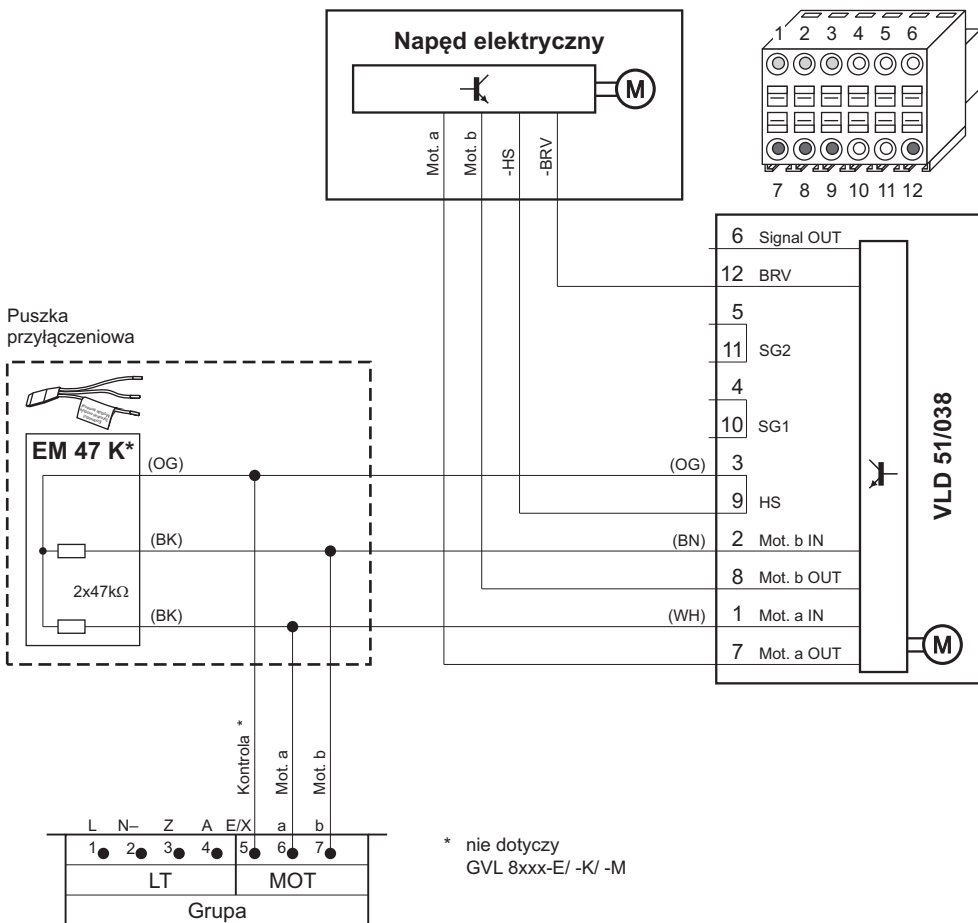 Napęd elektryczny
M
Mot. a
Mot. b
-HS
-BRV
1 2 3 4 5 6
7 8 9 10 11 12
6 Signal OUT
12 BRV
5
11 SG2
4
10 SG1
(OG) 3
9 HS
(BN) 2 Mot. b IN
8 Mot. b OUT
(WH) 1 Mot. a IN
7 Mot. a OUT
M
VLD 51/038
Puszka
przyłączeniowa
EM 47 K*
(OG)
(BK)
2x47kΩ
(BK)
Kontrola *
Mot. a
Mot. b
L N– Z A E/X a b
1 2 3 4 5 6 7
LT MOT
Grupa
* nie dotyczy
GVL 8xxx-E/ -K/ -M